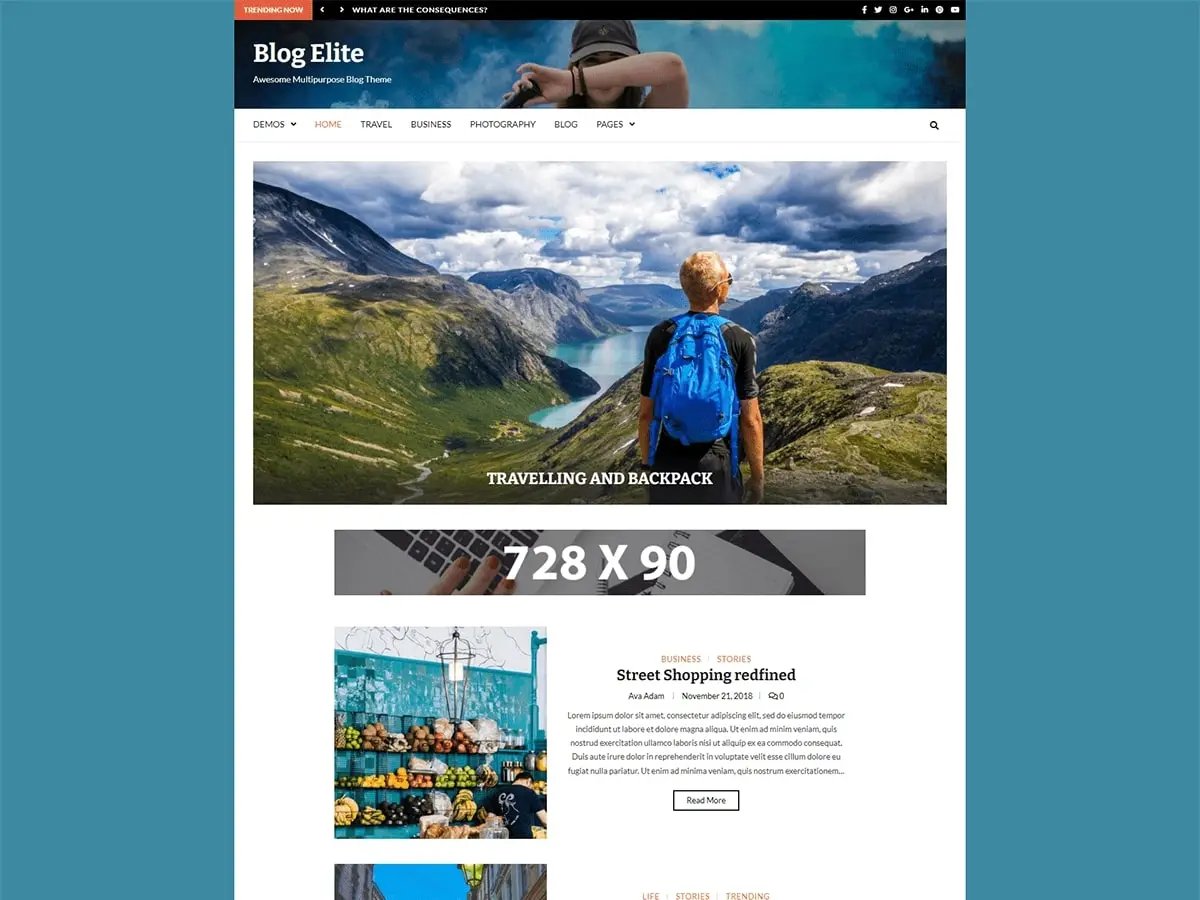 TRENDING NOW WHAT ARE THE CONSEQUENCES?
Blog Elite
Awesome Multipurpose Blog Theme
DEMOS HOME TRAVEL BUSINESS PHOTOGRAPHY BLOG PAGES
TRAVELLING AND BACKPACK
728 X 90
BUSINESS STORIES
Street Shopping redfined
Ava Adam November 21, 2018 0
Lorem ipsum dolor sit amet, consectetur adipiscing elit, sed do eiusmod tempor
incididunt ut labore et dolore magna aliqua. Ut enim ad minim veniam, quis
nostrud exercitation ullamco laboris nisi ut aliquip ex ea commodo consequat.
Duis aute irure dolor in reprehenderit in voluptate velit esse cillum dolore eu
fugiat nulla pariatur. Ut enim ad minima veniam, quis nostrum exercitationem...
Read More
LIFE STORIES TRENDING